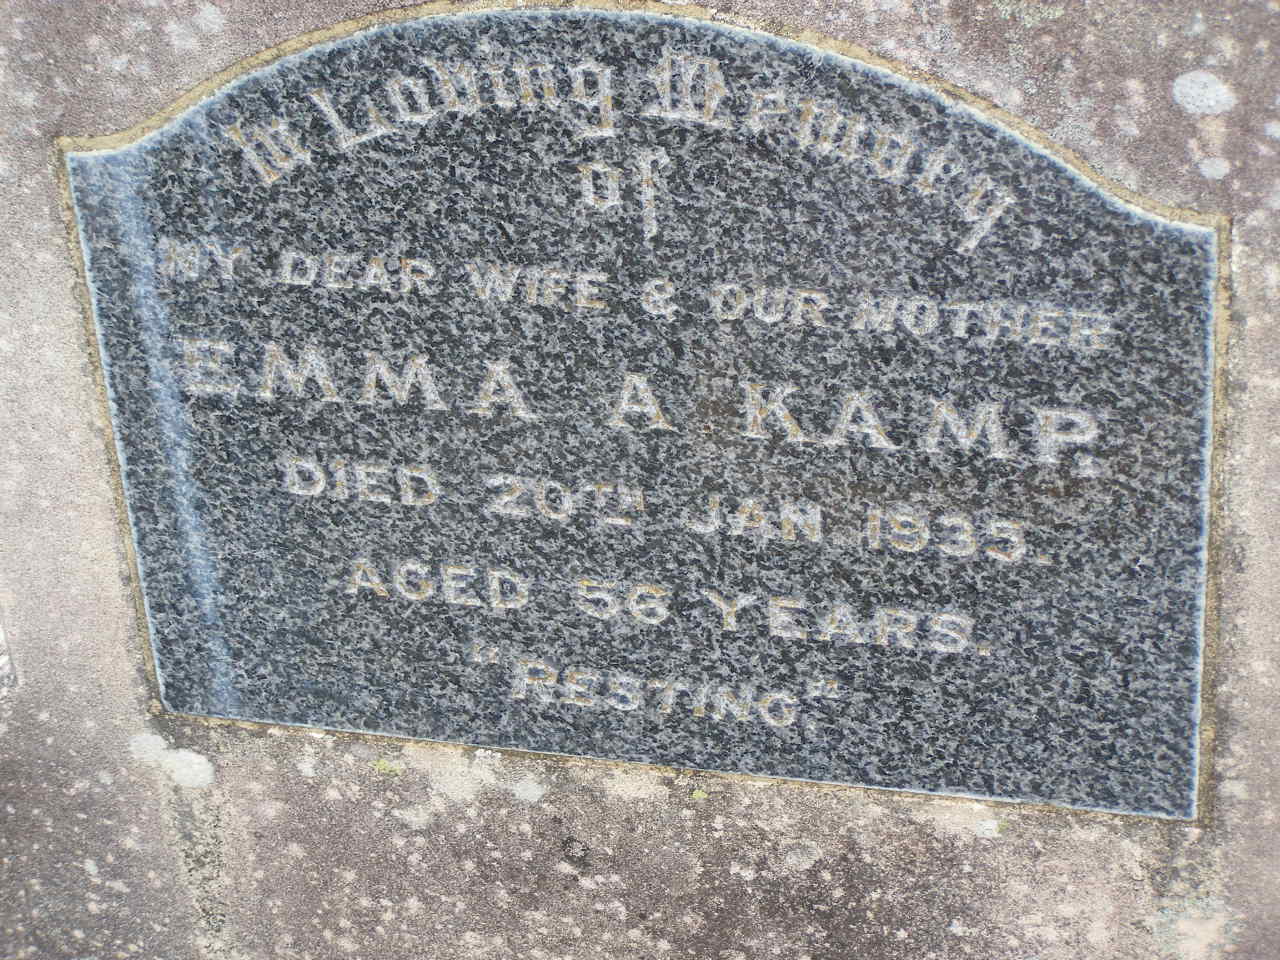 In Loving Memory
of
MY DEAR WIFE & OUR MOTHER
EMMA A KAMP.
DIED 20TH JAN 1935.
AGED 56 YEARS.
"RESTING"